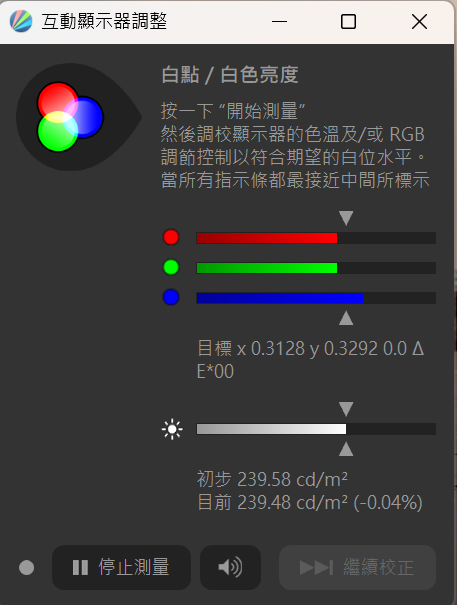 互動顯示器調整
白點 / 白色亮度
按一下 “開始測量”
然後調校顯示器的色溫及/或 RGB
調節控制以符合期望的白位水平。
當所有指示條都最接近中間所標示
目標 x 0.3128 y 0.3292 0.0 Δ
E*00
初步 239.58 cd/m²
目前 239.48 cd/m² (-0.04%)
停止測量
繼續校正